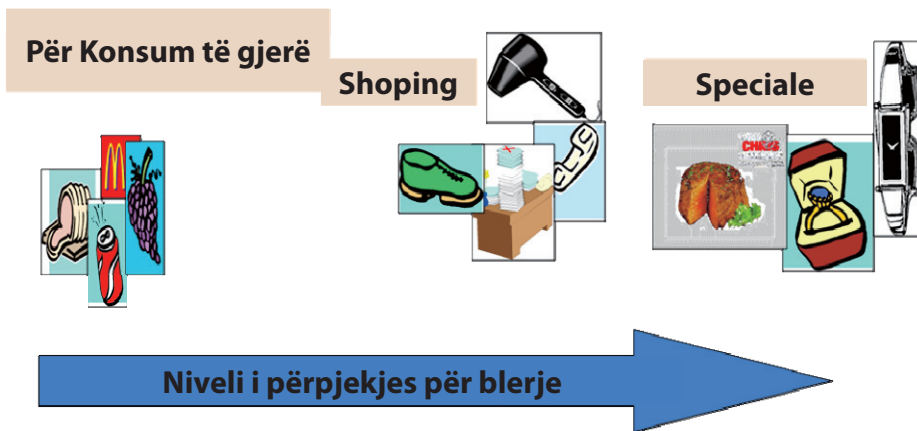 Për Konsum të gjerë
Shoping
Speciale
Niveli i përpjekjes për blerje